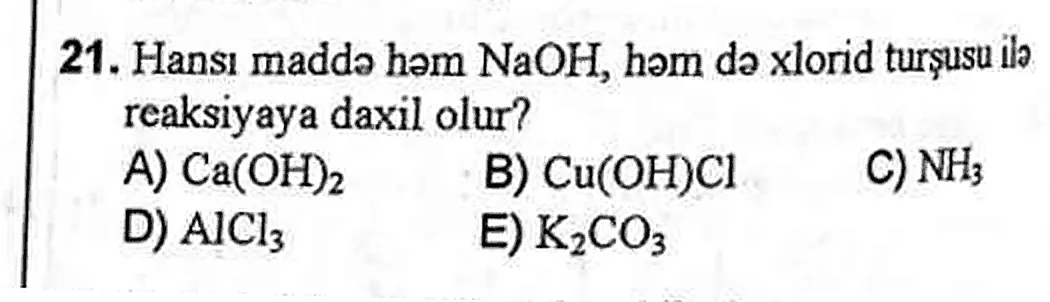 21. Hansı maddə həm NaOH, həm də xlorid turşusu ilə
reaksiyaya daxil olur?
A) Ca(OH)₂ B) Cu(OH)Cl C) NH₃
D) AlCl₃ E) K₂CO₃